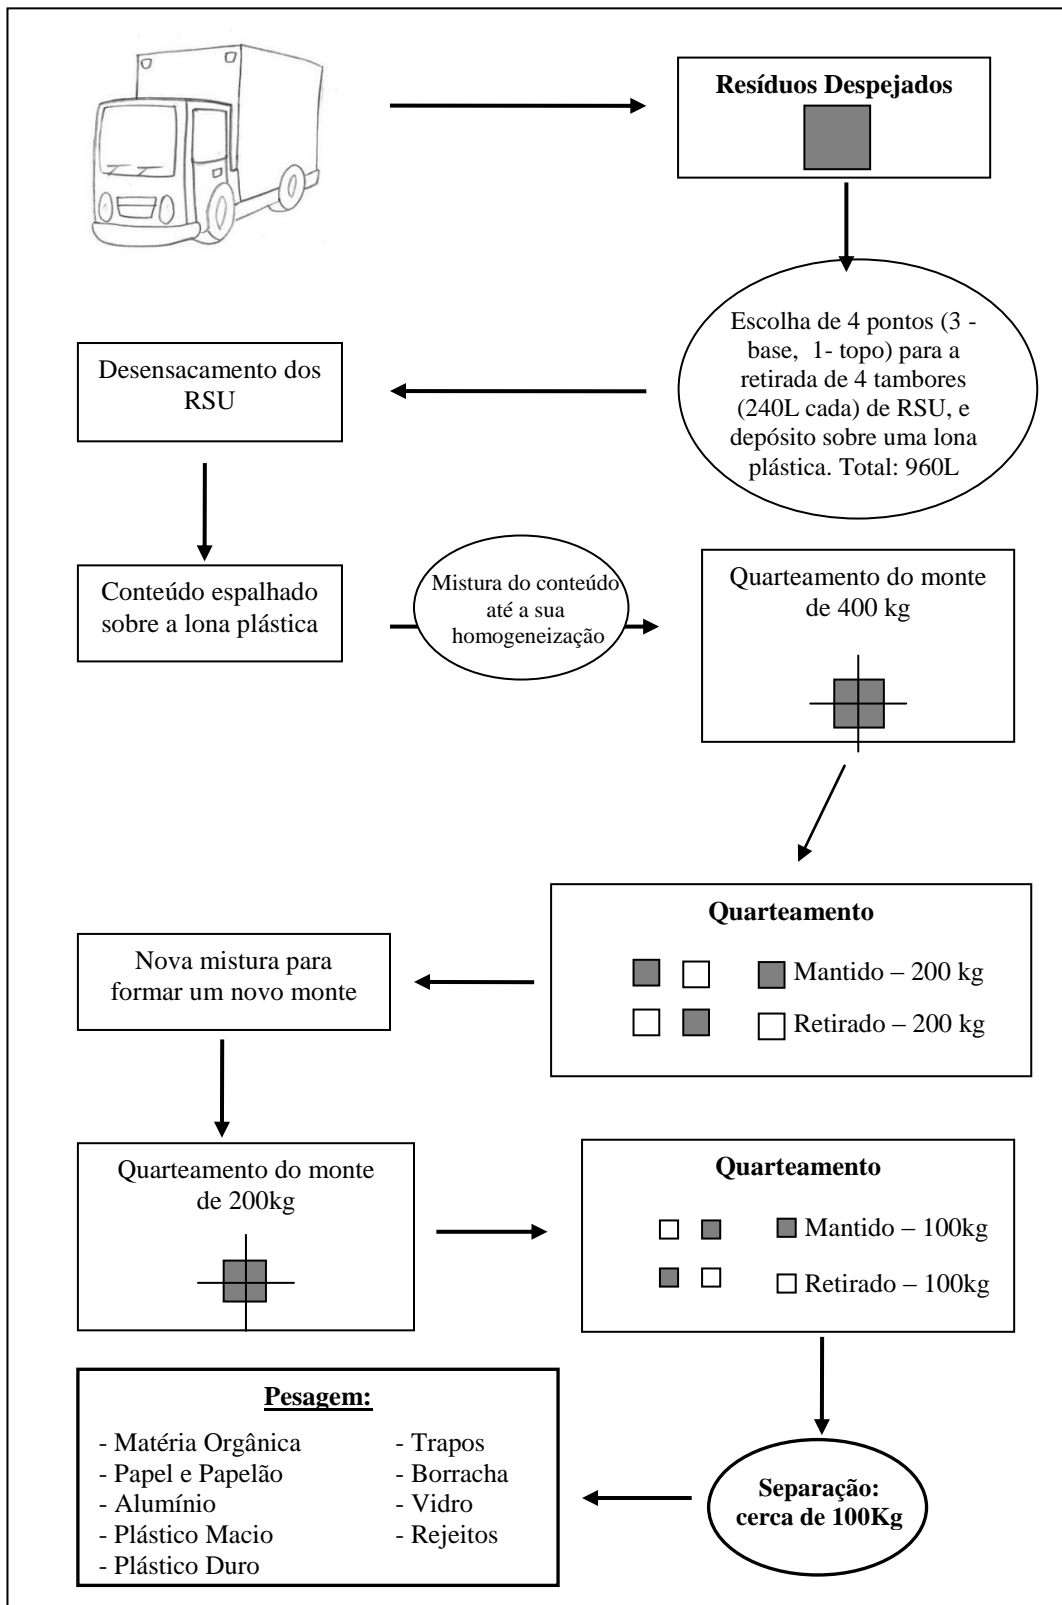 Resíduos Despejados
Escolha de 4 pontos (3 -
base, 1- topo) para a
retirada de 4 tambores
(240L cada) de RSU, e
depósito sobre uma lona
plástica. Total: 960L
Desensacamento dos
RSU
Conteúdo espalhado
sobre a lona plástica
Mistura do conteúdo
até a sua
homogeneização
Quarteamento do monte
de 400 kg
Quarteamento
Mantido – 200 kg
Retirado – 200 kg
Nova mistura para
formar um novo monte
Quarteamento do monte
de 200kg
Quarteamento
Mantido – 100kg
Retirado – 100kg
Separação:
cerca de 100Kg
Pesagem:
- Matéria Orgânica
- Papel e Papelão
- Alumínio
- Plástico Macio
- Plástico Duro
- Trapos
- Borracha
- Vidro
- Rejeitos